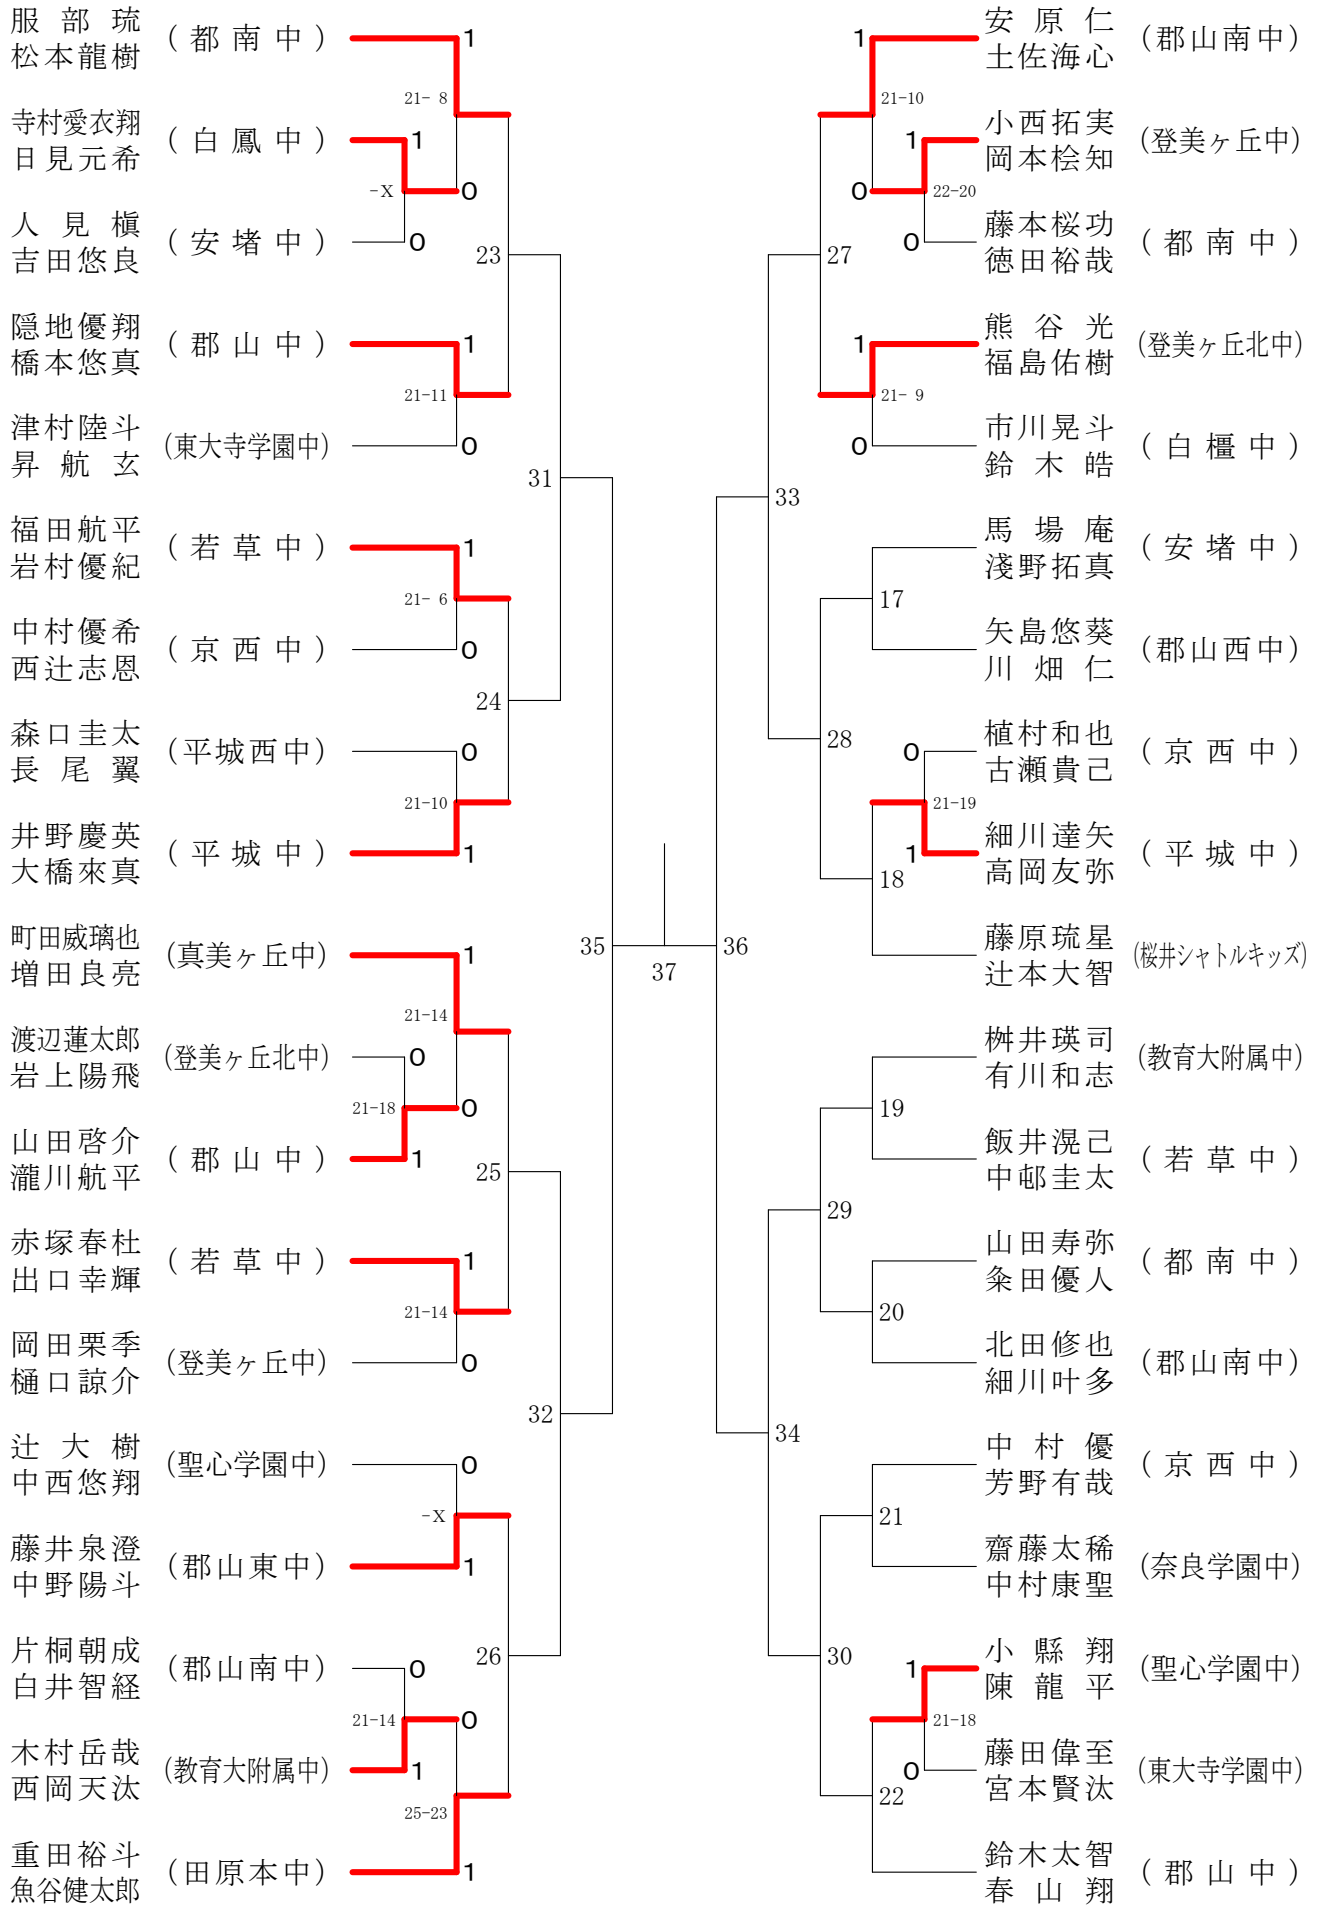 服部琉
松本龍樹
(都南中)
1
21- 8
寺村愛衣翔
日見元希
(白鳳中)
1
-X
0
人見槇
吉田悠良
(安堵中)
0
23
隠地優翔
橋本悠真
(郡山中)
1
21-11
津村陸斗
昇航玄
(東大寺学園中)
0
31
福田航平
岩村優紀
(若草中)
1
21- 6
中村優希
西辻志恩
(京西中)
0
24
森口圭太
長尾翼
(平城西中)
0
21-10
井野慶英
大橋來真
(平城中)
1
35
町田威璃也
増田良亮
(真美ヶ丘中)
1
21-14
渡辺蓮太郎
岩上陽飛
(登美ヶ丘北中)
0
21-18
0
山田啓介
瀧川航平
(郡山中)
1
25
赤塚春杜
出口幸輝
(若草中)
1
21-14
岡田栗季
樋口諒介
(登美ヶ丘中)
0
32
辻大樹
中西悠翔
(聖心学園中)
0
-X
藤井泉澄
中野陽斗
(郡山東中)
1
26
片桐朝成
白井智経
(郡山南中)
0
21-14
0
木村岳哉
西岡天汰
(教育大附属中)
1
25-23
重田裕斗
魚谷健太郎
(田原本中)
1
37
安原仁
土佐海心
(郡山南中)
1
21-10
小西拓実
岡本桧知
(登美ヶ丘中)
1
0
22-20
藤本桜功
徳田裕哉
(都南中)
0
27
熊谷光
福島佑樹
(登美ヶ丘北中)
1
21- 9
市川晃斗
鈴木皓
(白橿中)
0
33
馬場庵
淺野拓真
(安堵中)
17
矢島悠葵
川畑仁
(郡山西中)
28
植村和也
古瀬貴己
(京西中)
0
21-19
細川達矢
高岡友弥
(平城中)
1
18
藤原琉星
辻本大智
(桜井シャトルキッズ)
36
桝井瑛司
有川和志
(教育大附属中)
19
飯井滉己
中邨圭太
(若草中)
29
山田寿弥
粂田優人
(都南中)
20
北田修也
細川叶多
(郡山南中)
34
中村優
芳野有哉
(京西中)
21
齋藤太稀
中村康聖
(奈良学園中)
30
小縣翔
陳龍平
(聖心学園中)
1
21-18
藤田偉至
宮本賢汰
(東大寺学園中)
0
22
鈴木太智
春山翔
(郡山中)